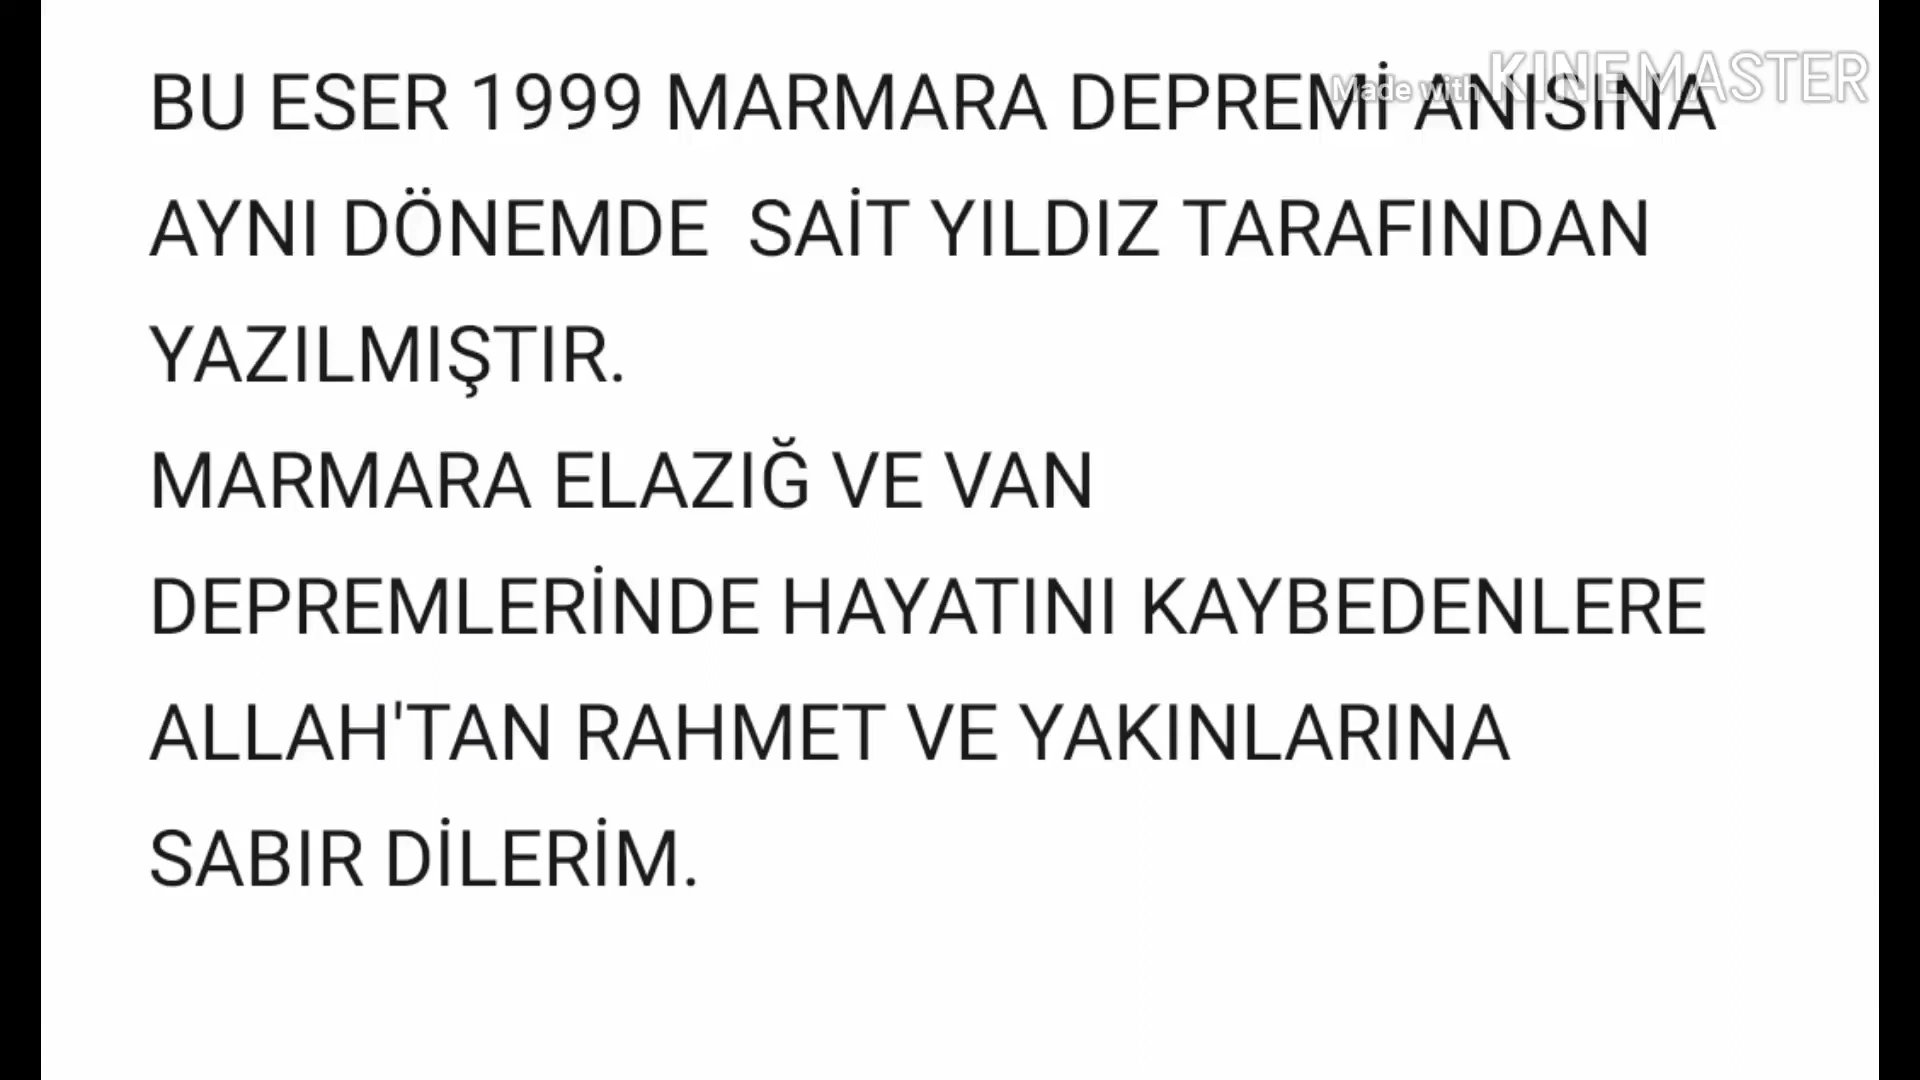 BU ESER 1999 MARMARA DEPREMİ ANISINA
Made with KINEMASTER
AYNI DÖNEMDE  SAİT YILDIZ TARAFINDAN
YAZILMIŞTIR.
MARMARA ELAZIĞ VE VAN
DEPREMLERİNDE HAYATINI KAYBEDENLERE
ALLAH'TAN RAHMET VE YAKINLARINA
SABIR DİLERİM.